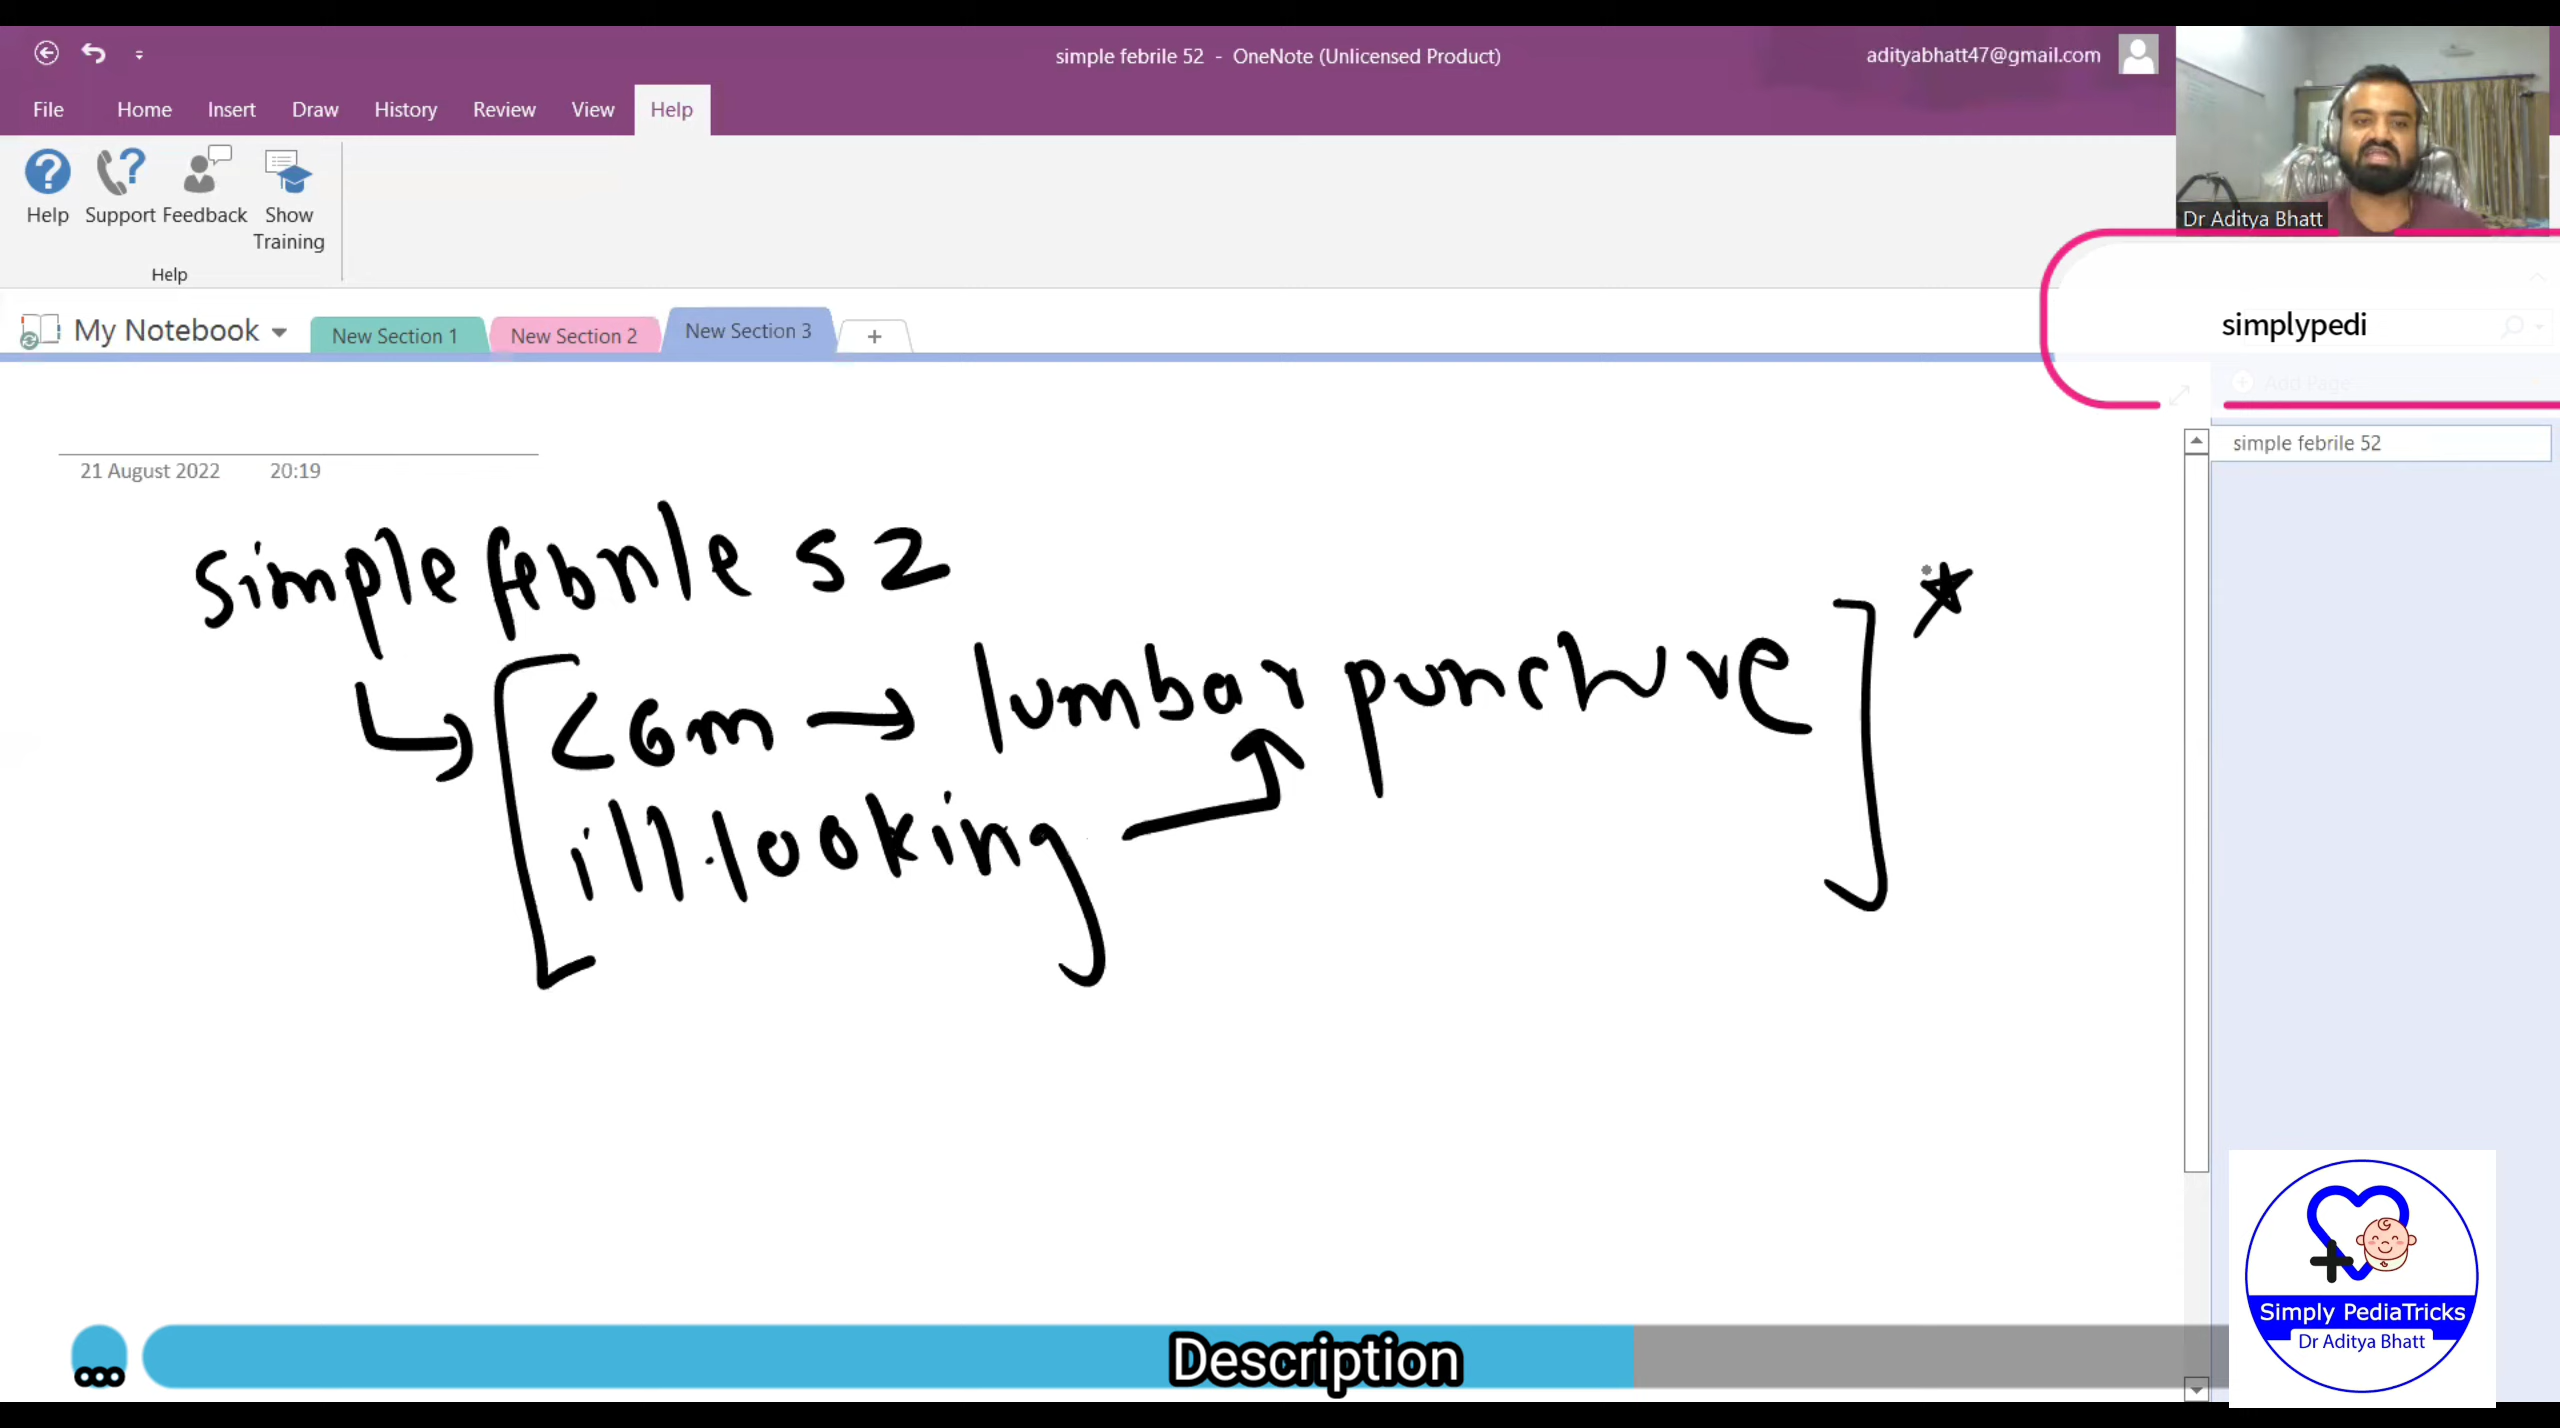 simple febrile 52 - OneNote (Unlicensed Product)
adityabhatt47@gmail.com
File Home Insert Draw History Review View Help
Help Support Feedback Show Training
Help
Dr Aditya Bhatt
simplypedi
My Notebook New Section 1 New Section 2 New Section 3 +
Add Page
simple febrile 52
21 August 2022 20:19
simple febrile sz
<6m → lumbar puncture
ill looking
Simply PediaTricks
Dr Aditya Bhatt
Description